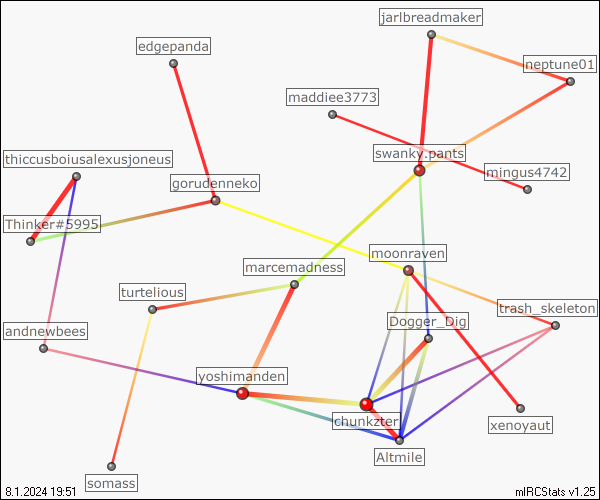 jarlbreadmaker
edgepanda
neptune01
maddiee3773
swanky.pants
thiccusboiusalexusjoneus
mingus4742
gorudenneko
Thinker#5995
moonraven
marcemadness
turtelious
trash_skeleton
Dogger_Dig
andnewbees
yoshimanden
chunkzter
xenoyaut
Altmile
somass
8.1.2024 19:51
mIRCStats v1.25